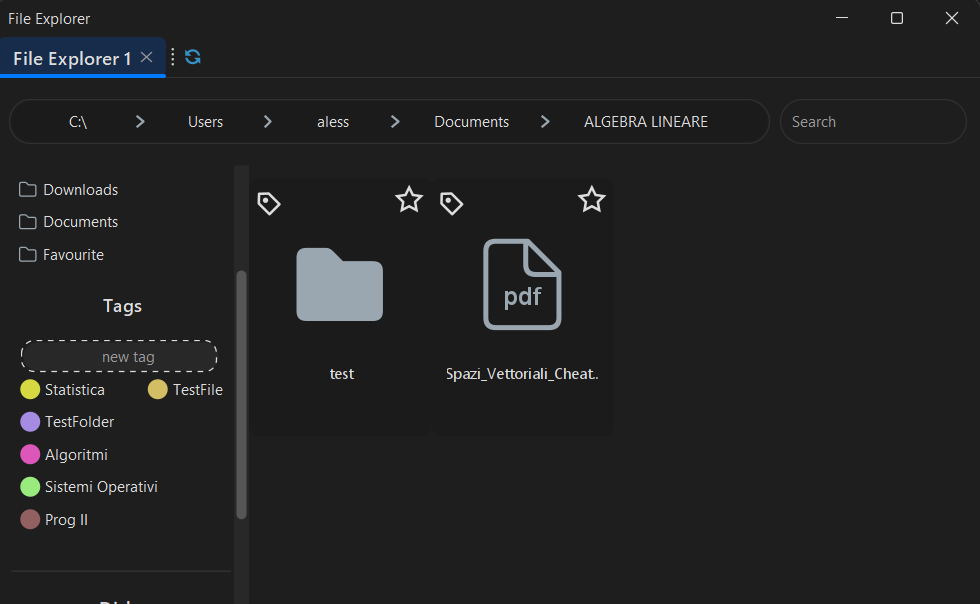 File Explorer
File Explorer 1
C:\ Users aless Documents ALGEBRA LINEARE Search
Downloads
Documents
Favourite
Tags
new tag
Statistica TestFile
TestFolder
Algoritmi
Sistemi Operativi
Prog II
test
pdf
Spazi_Vettoriali_Cheat..